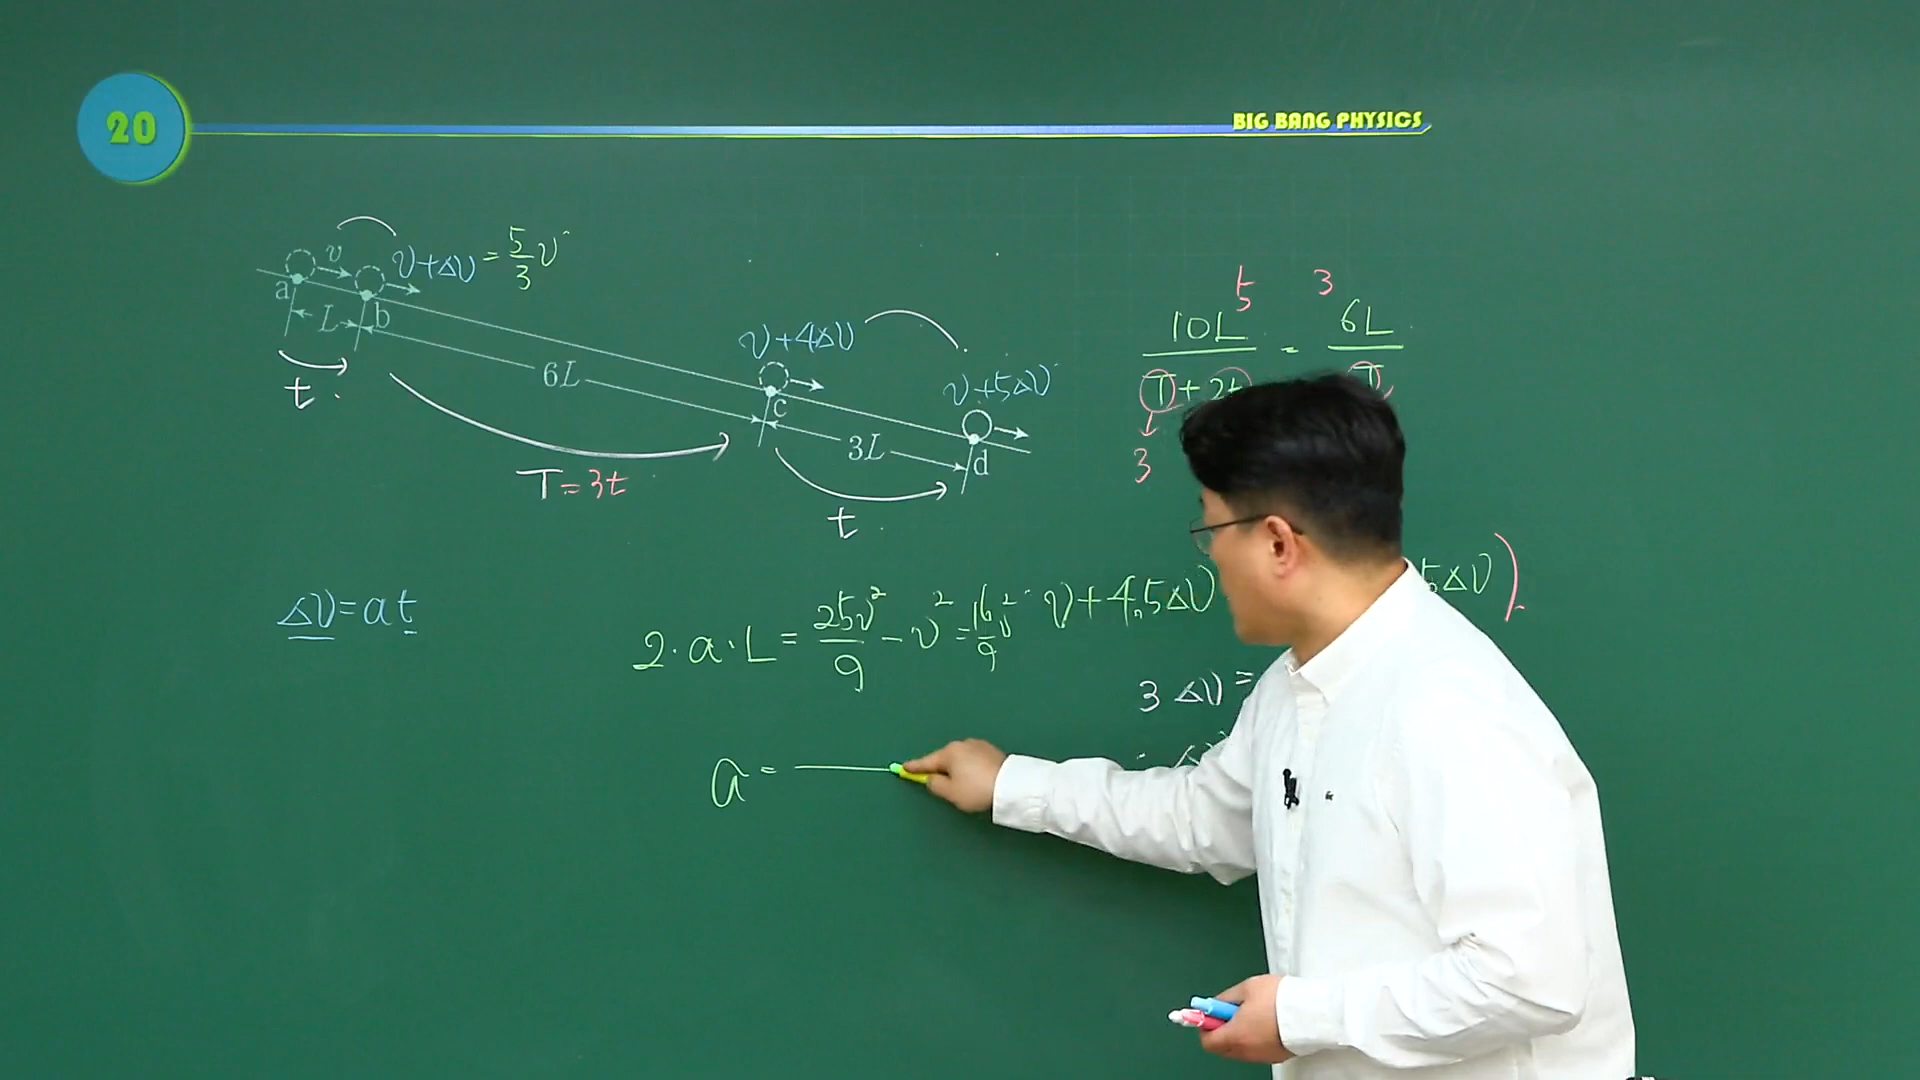 20
BIG BANG PHYSICS
v
v+Δv = 5/3 v
a
L
b
t
6L
T=3t
v+4Δv
c
3L
t
v+5Δv
d
5 3
10L = 6L
T+2t T
3
Δv=at
2·a·L = 25v²/9 - v² = 16/9 v²
v+4.5Δv
5Δv)
3Δv=
a=